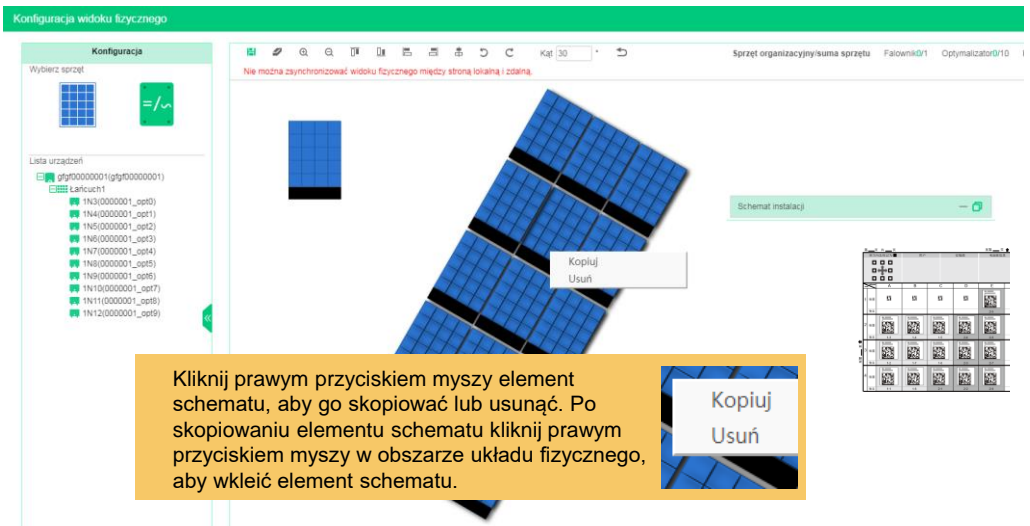 Konfiguracja widoku fizycznego
Konfiguracja
Kąt 30 °
Sprzęt organizacyjny/suma sprzętu Falownik0/1 Optymalizator0/10
Wybierz sprzęt
Nie można zsynchronizować widoku fizycznego między stroną lokalną i zdalną.
Lista urządzeń
gfgf00000001(gfgf00000001)
Łańcuch1
1N3(0000001_opt0)
1N4(0000001_opt1)
1N5(0000001_opt2)
1N6(0000001_opt3)
1N7(0000001_opt4)
1N8(0000001_opt5)
1N9(0000001_opt6)
1N10(0000001_opt7)
1N11(0000001_opt8)
1N12(0000001_opt9)
Schemat instalacji
Kopiuj
Usuń
Kliknij prawym przyciskiem myszy element
schematu, aby go skopiować lub usunąć. Po
skopiowaniu elementu schematu kliknij prawym
przyciskiem myszy w obszarze układu fizycznego,
aby wkleić element schematu.
Kopiuj
Usuń